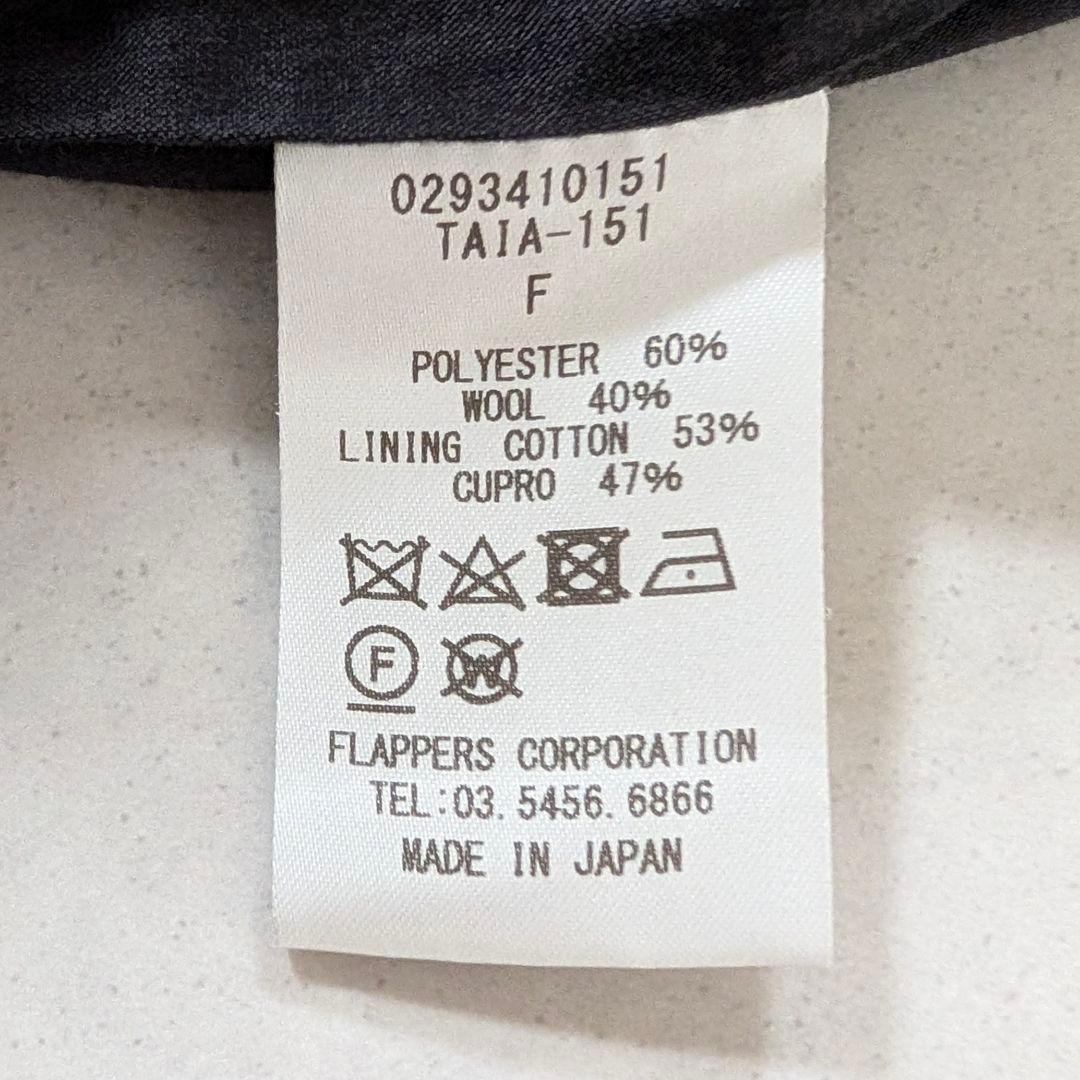 0293410151
TAIA-151
F
POLYESTER 60%
WOOL 40%
LINING COTTON 53%
CUPRO 47%
F W
FLAPPERS CORPORATION
TEL:03.5456.6866
MADE IN JAPAN